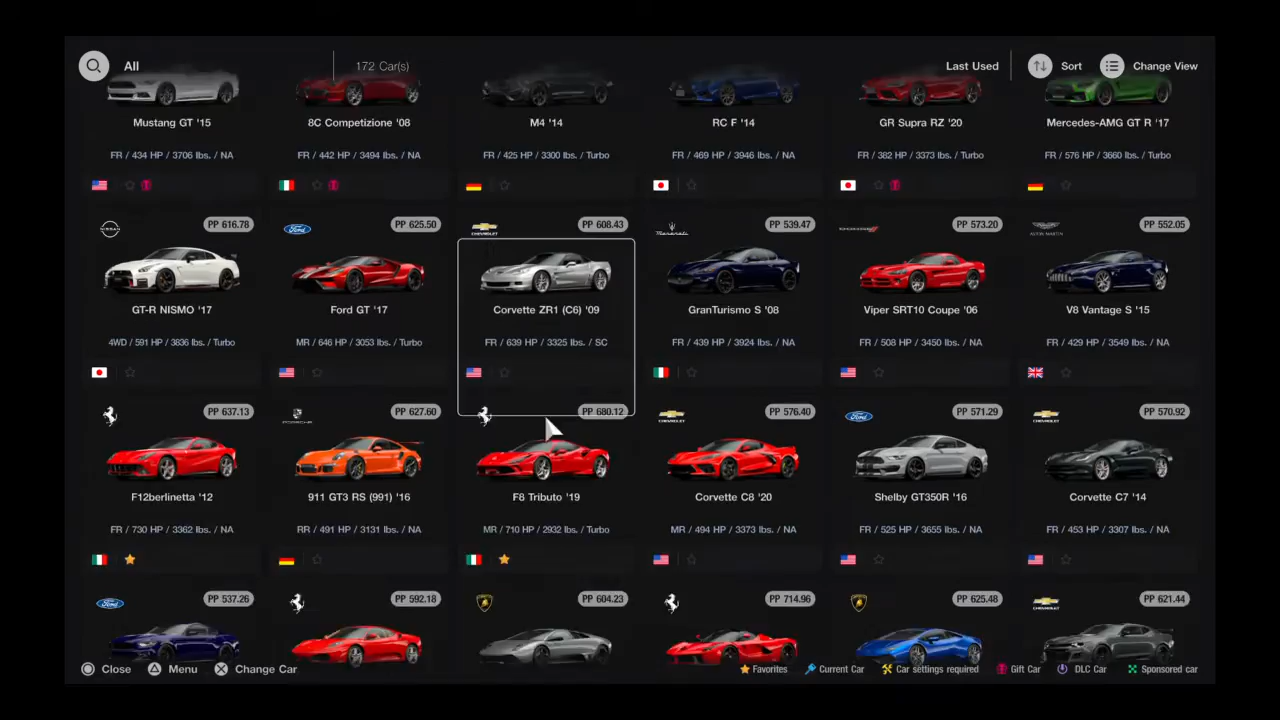 All
172 Car(s)
Last Used
Sort
Change View
Mustang GT '15
8C Competizione '08
M4 '14
RC F '14
GR Supra RZ '20
Mercedes-AMG GT R '17
FR / 434 HP / 3706 lbs. / NA
FR / 442 HP / 3494 lbs. / NA
FR / 425 HP / 3300 lbs. / Turbo
FR / 469 HP / 3946 lbs. / NA
FR / 382 HP / 3373 lbs. / Turbo
FR / 576 HP / 3660 lbs. / Turbo
PP 616.78
Ford
PP 625.50
CHEVROLET
PP 608.43
Maserati
PP 539.47
PP 573.20
ASTON MARTIN
PP 552.05
GT-R NISMO '17
Ford GT '17
Corvette ZR1 (C6) '09
GranTurismo S '08
Viper SRT10 Coupe '06
V8 Vantage S '15
4WD / 591 HP / 3836 lbs. / Turbo
MR / 646 HP / 3053 lbs. / Turbo
FR / 639 HP / 3325 lbs. / SC
FR / 439 HP / 3924 lbs. / NA
FR / 508 HP / 3450 lbs. / NA
FR / 429 HP / 3549 lbs. / NA
PP 637.13
PORSCHE
PP 627.60
PP 680.12
CHEVROLET
PP 576.40
Ford
PP 571.29
CHEVROLET
PP 570.92
F12berlinetta '12
911 GT3 RS (991) '16
F8 Tributo '19
Corvette C8 '20
Shelby GT350R '16
Corvette C7 '14
FR / 730 HP / 3362 lbs. / NA
RR / 491 HP / 3131 lbs. / NA
MR / 710 HP / 2932 lbs. / Turbo
MR / 494 HP / 3373 lbs. / NA
FR / 525 HP / 3655 lbs. / NA
FR / 453 HP / 3307 lbs. / NA
Ford
PP 537.26
PP 592.18
PP 604.23
PP 714.96
PP 625.48
CHEVROLET
PP 621.44
Close
Menu
Change Car
Favorites
Current Car
Car settings required
Gift Car
DLC Car
Sponsored car